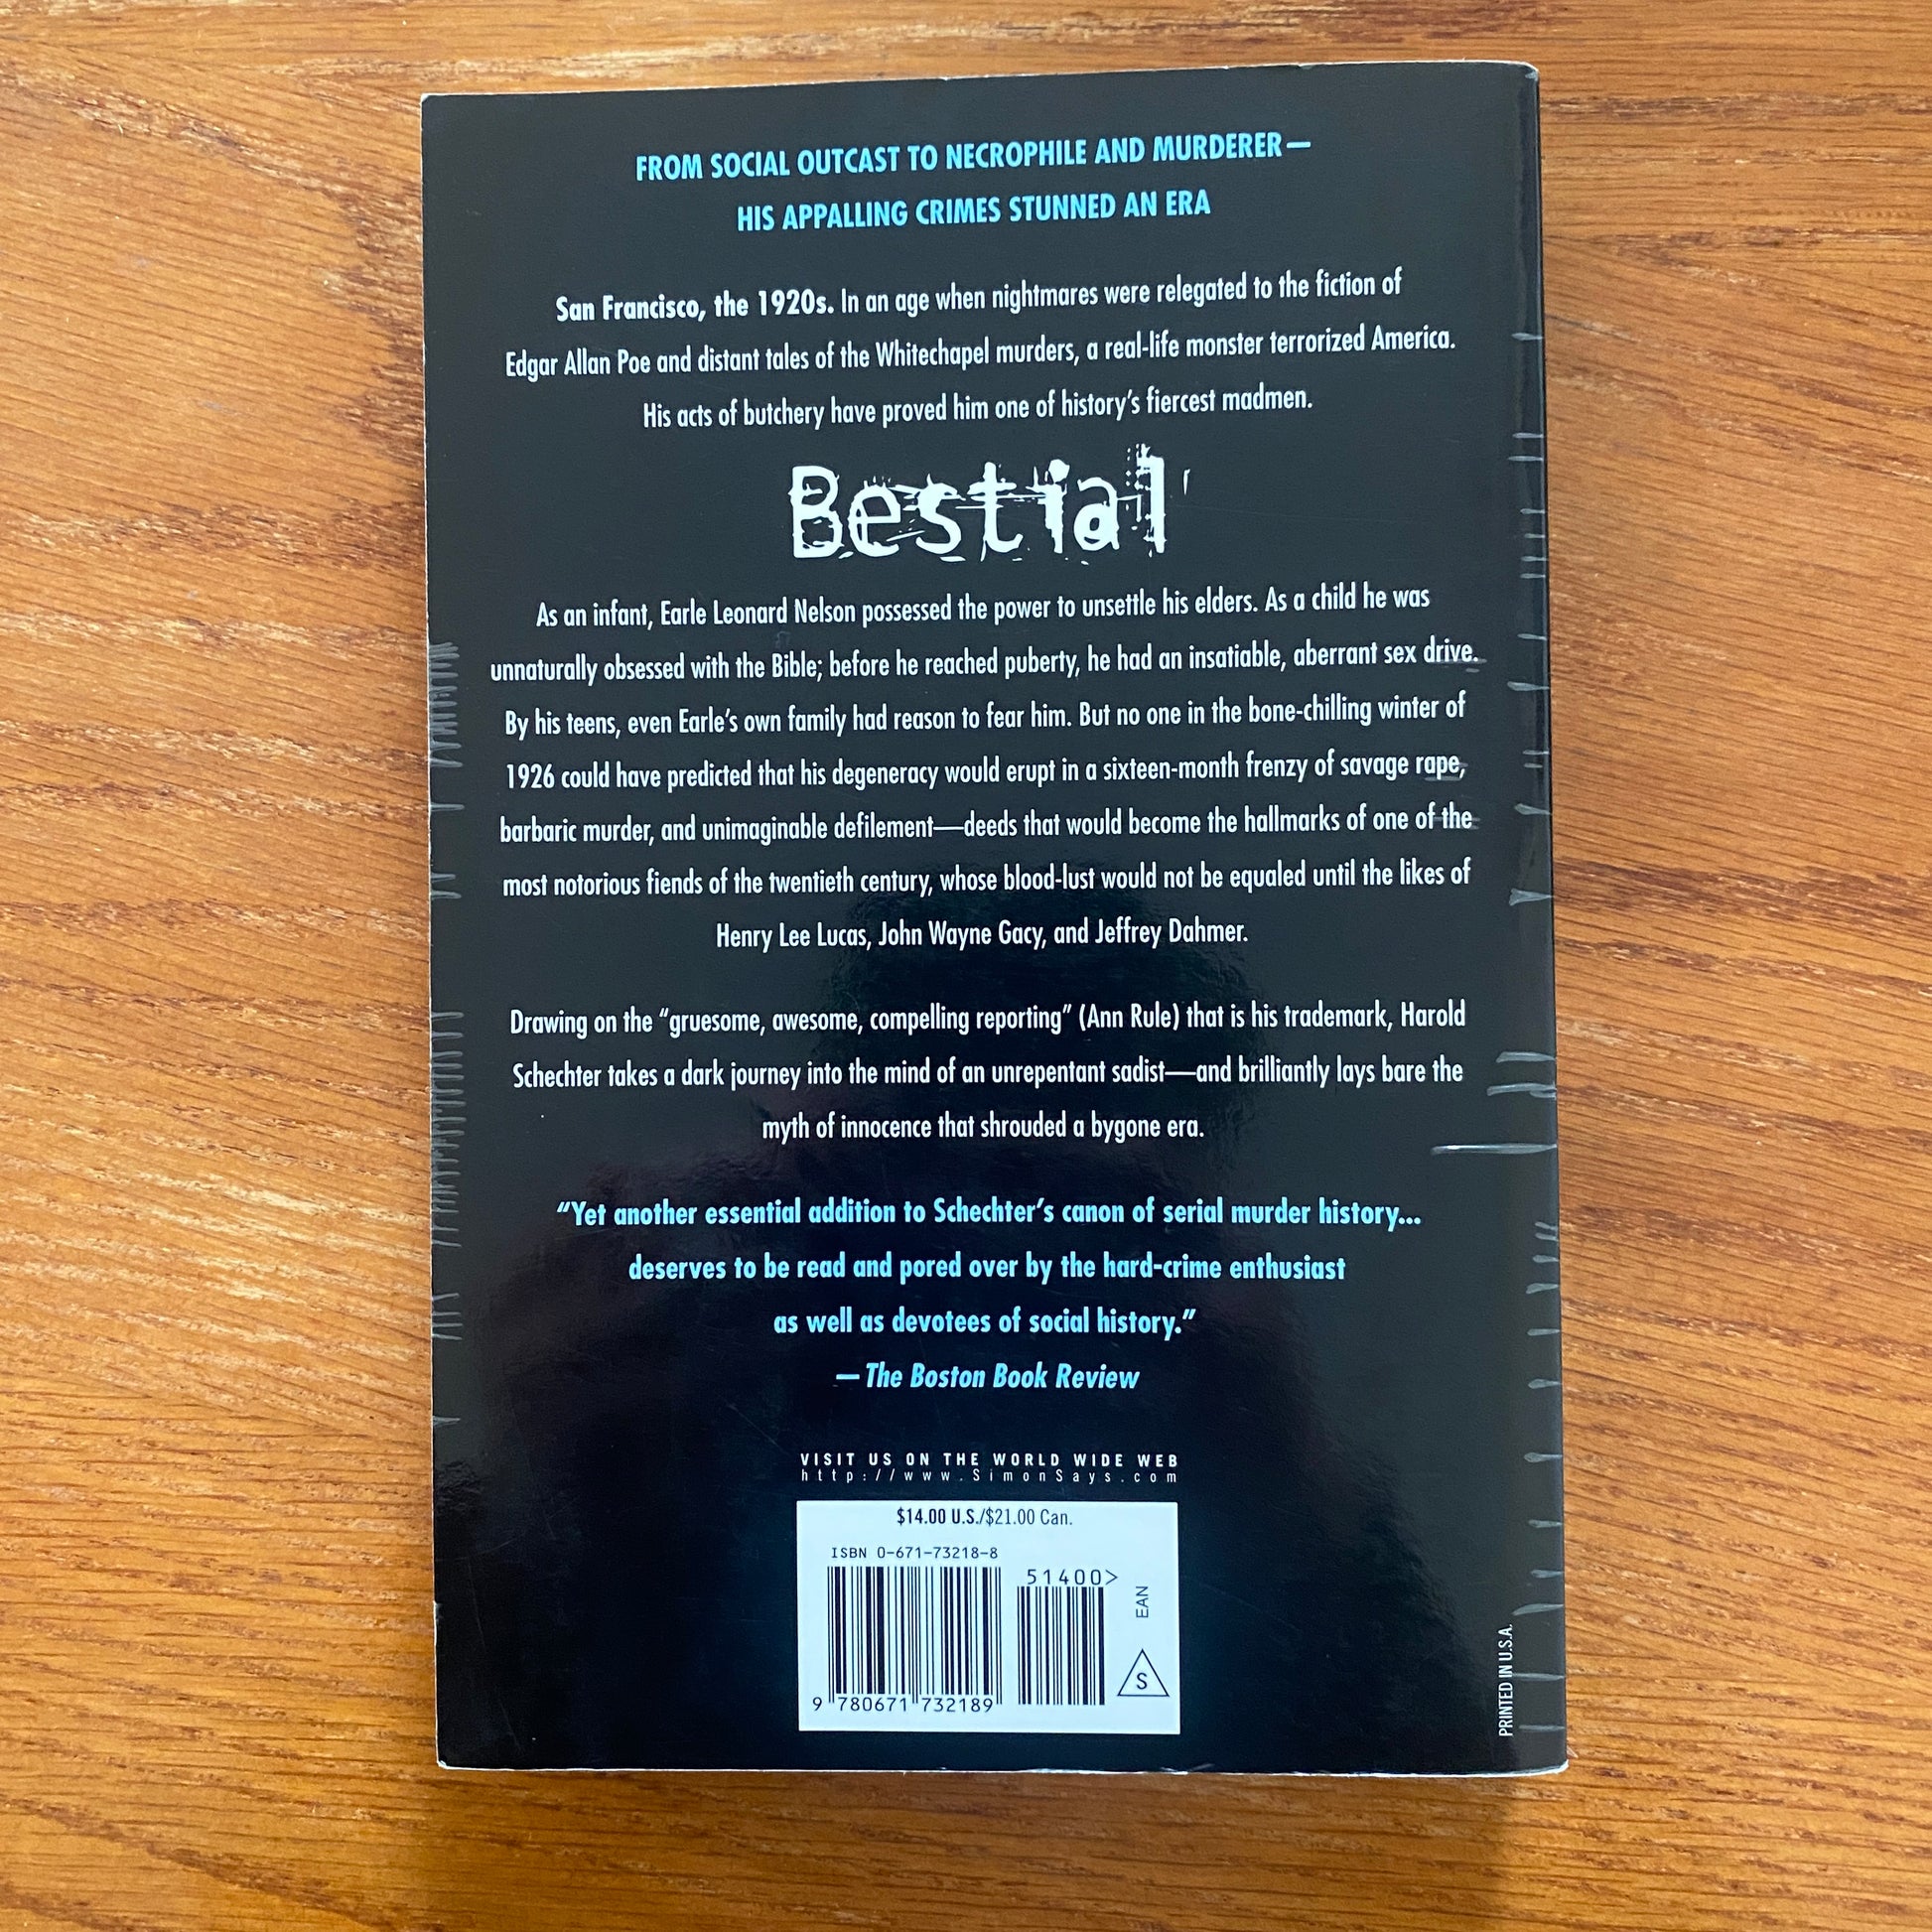 FROM SOCIAL OUTCAST TO NECROPHILE AND MURDERER—
HIS APPALLING CRIMES STUNNED AN ERA
San Francisco, the 1920s. In an age when nightmares were relegated to the fiction of
Edgar Allan Poe and distant tales of the Whitechapel murders, a real-life monster terrorized America.
His acts of butchery have proved him one of history's fiercest madmen.
Bestial
As an infant, Earle Leonard Nelson possessed the power to unsettle his elders. As a child he was
unnaturally obsessed with the Bible; before he reached puberty, he had an insatiable, aberrant sex drive.
By his teens, even Earle's own family had reason to fear him. But no one in the bone-chilling winter of
1926 could have predicted that his degeneracy would erupt in a sixteen-month frenzy of savage rape,
barbaric murder, and unimaginable defilement—deeds that would become the hallmarks of one of the
most notorious fiends of the twentieth century, whose blood-lust would not be equaled until the likes of
Henry Lee Lucas, John Wayne Gacy, and Jeffrey Dahmer.
Drawing on the “gruesome, awesome, compelling reporting” (Ann Rule) that is his trademark, Harold
Schechter takes a dark journey into the mind of an unrepentant sadist—and brilliantly lays bare the
myth of innocence that shrouded a bygone era.
“Yet another essential addition to Schechter's canon of serial murder history...
deserves to be read and pored over by the hard-crime enthusiast
as well as devotees of social history.”
—The Boston Book Review
VISIT US ON THE WORLD WIDE WEB
http://www.SimonSays.com
$14.00 U.S./$21.00 Can.
ISBN 0-671-73218-8
51400>
EAN
S
9 780671 732189
PRINTED IN U.S.A.